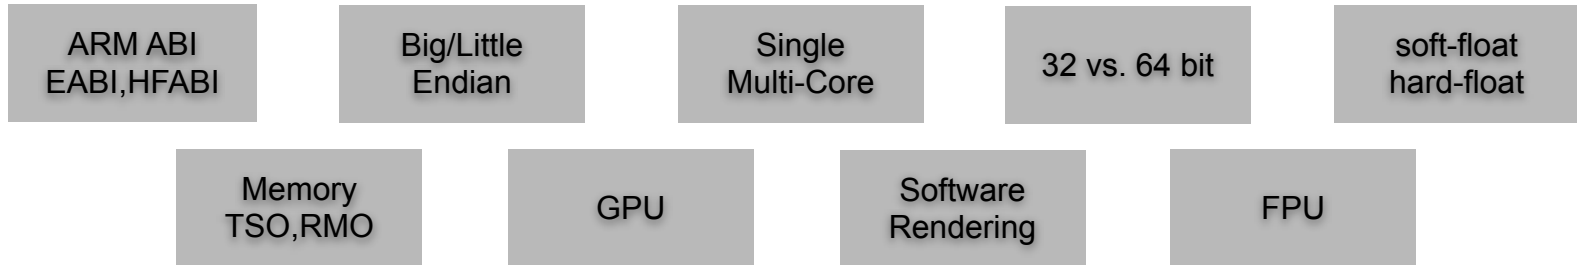 ARM ABI
EABI,HFABI
Big/Little
Endian
Single
Multi-Core
32 vs. 64 bit
soft-float
hard-float
Memory
TSO,RMO
GPU
Software
Rendering
FPU